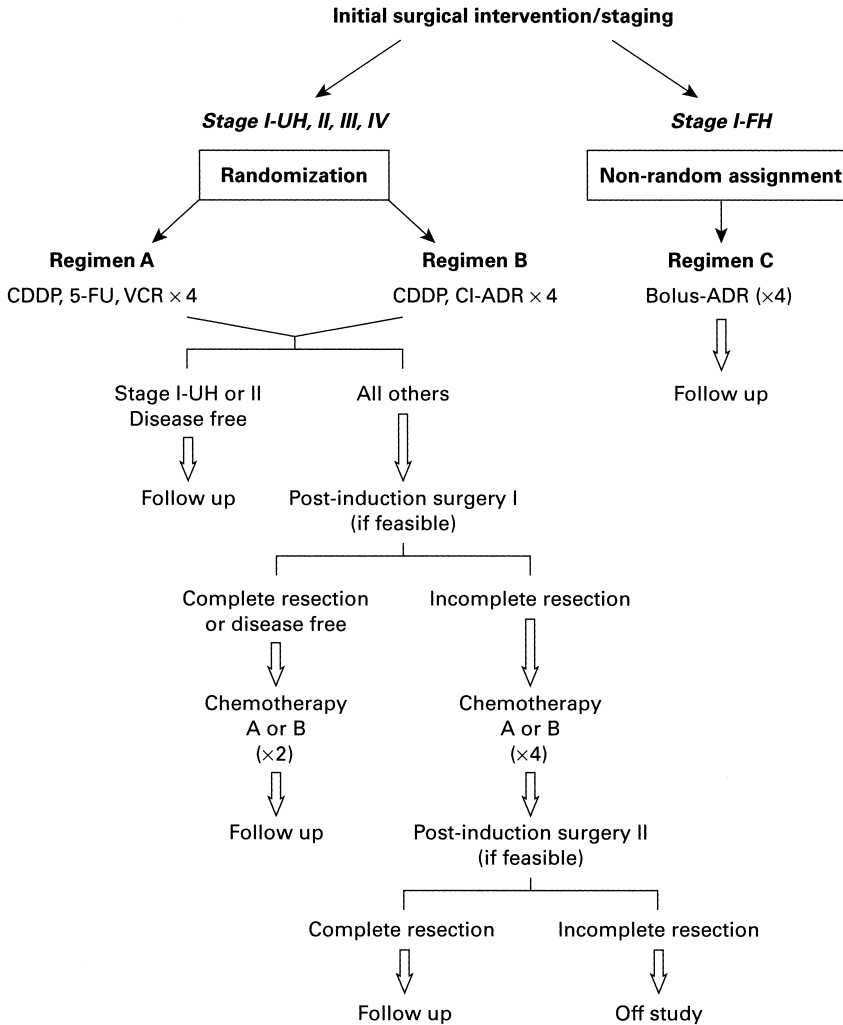 Initial surgical intervention/staging
Stage I-UH, II, III, IV
Stage I-FH
Randomization
Non-random assignment
Regimen A
Regimen B
Regimen C
CDDP, 5-FU, VCR × 4
CDDP, CI-ADR × 4
Bolus-ADR (×4)
Stage I-UH or II
Disease free
All others
Follow up
Follow up
Post-induction surgery I
(if feasible)
Complete resection
or disease free
Incomplete resection
Chemotherapy
A or B
(×2)
Chemotherapy
A or B
(×4)
Follow up
Post-induction surgery II
(if feasible)
Complete resection
Incomplete resection
Follow up
Off study